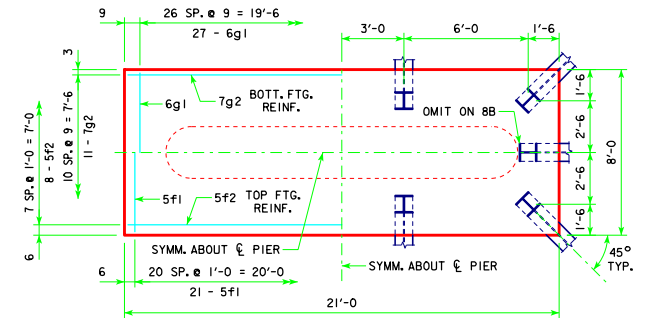 9
26 SP. @ 9 = 19'-6
27 - 6g1
3'-0
6'-0
1'-6
3
6g1
7g2
BOTT. FTG.
REINF.
OMIT ON 8B
1'-6
2'-6
8'-0
2'-6
1'-6
7 SP. @ 1'-0 = 7'-0
8 - 5f2
10 SP. @ 9 = 7'-6
11 - 7g2
5f1
5f2
TOP FTG.
REINF.
6
SYMM. ABOUT ℄ PIER
SYMM. ABOUT ℄ PIER
45°
TYP.
6
20 SP. @ 1'-0 = 20'-0
21 - 5f1
21'-0